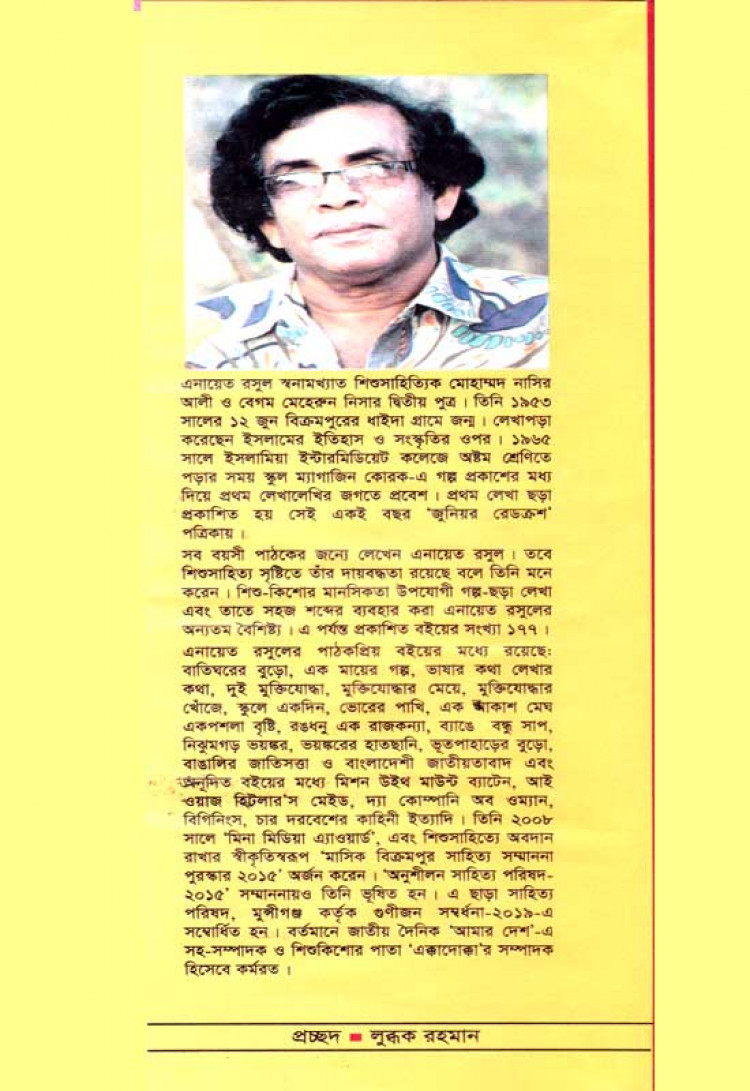 এনায়েত রসুল স্বনামখ্যাত শিশুসাহিত্যিক মোহাম্মদ নাসির
আলী ও বেগম মেহেরুন নিসার দ্বিতীয় পুত্র । তিনি ১৯৫৩
সালের ১২ জুন বিক্রমপুরের ধাইদা গ্রামে জন্ম । লেখাপড়া
করেছেন ইসলামের ইতিহাস ও সংস্কৃতির ওপর । ১৯৬৫
সালে ইসলামিয়া ইন্টারমিডিয়েট কলেজে অষ্টম শ্রেণিতে
পড়ার সময় স্কুল ম্যাগাজিন কোরক-এ গল্প প্রকাশের মধ্য
দিয়ে প্রথম লেখালেখির জগতে প্রবেশ । প্রথম লেখা ছড়া
প্রকাশিত হয় সেই একই বছর ‘জুনিয়র রেডক্রশ’
পত্রিকায় ।
সব বয়সী পাঠকের জন্যে লেখেন এনায়েত রসুল । তবে
শিশুসাহিত্য সৃষ্টিতে তাঁর দায়বদ্ধতা রয়েছে বলে তিনি মনে
করেন । শিশু-কিশোর মানসিকতা উপযোগী গল্প-ছড়া লেখা
এবং তাতে সহজ শব্দের ব্যবহার করা এনায়েত রসুলের
অন্যতম বৈশিষ্ট্য । এ পর্যন্ত প্রকাশিত বইয়ের সংখ্যা ১৭৭ ।
এনায়েত রসুলের পাঠকপ্রিয় বইয়ের মধ্যে রয়েছে:
বাতিঘরের বুড়ো, এক মায়ের গল্প, ভাষার কথা লেখার
কথা, দুই মুক্তিযোদ্ধা, মুক্তিযোদ্ধার মেয়ে, মুক্তিযোদ্ধার
খোঁজে, স্কুলে একদিন, ভোরের পাখি, এক আকাশ মেঘ
একপশলা বৃষ্টি, রঙধনু এক রাজকন্যা, ব্যাঙে বন্ধু সাপ,
নিঝুমগড় ভয়ঙ্কর, ভয়ঙ্করের হাতছানি, ভূতপাহাড়ের বুড়ো,
বাঙালির জাতিসত্তা ও বাংলাদেশী জাতীয়তাবাদ এবং
অনূদিত বইয়ের মধ্যে মিশন উইথ মাউন্ট ব্যাটেন, আই
ওয়াজ হিটলার’স মেইড, দ্যা কোম্পানি অব ওম্যান,
বিগিনিংস, চার দরবেশের কাহিনী ইত্যাদি । তিনি ২০০৮
সালে ‘মিনা মিডিয়া এ্যাওয়ার্ড’, এবং শিশুসাহিত্যে অবদান
রাখার স্বীকৃতিস্বরূপ ‘মাসিক বিক্রমপুর সাহিত্য সম্মাননা
পুরস্কার ২০১৫’ অর্জন করেন । ‘অনুশীলন সাহিত্য পরিষদ-
২০১৫’ সম্মাননায়ও তিনি ভূষিত হন । এ ছাড়া সাহিত্য
পরিষদ, মুন্সীগঞ্জ কর্তৃক গুণীজন সম্বর্ধনা-২০১৯-এ
সম্বোর্ধিত হন । বর্তমানে জাতীয় দৈনিক ‘আমার দেশ’-এ
সহ-সম্পাদক ও শিশুকিশোর পাতা ‘এক্কাদোক্কা’র সম্পাদক
হিসেবে কর্মরত ।
প্রচ্ছদ ■ লুব্ধক রহমান